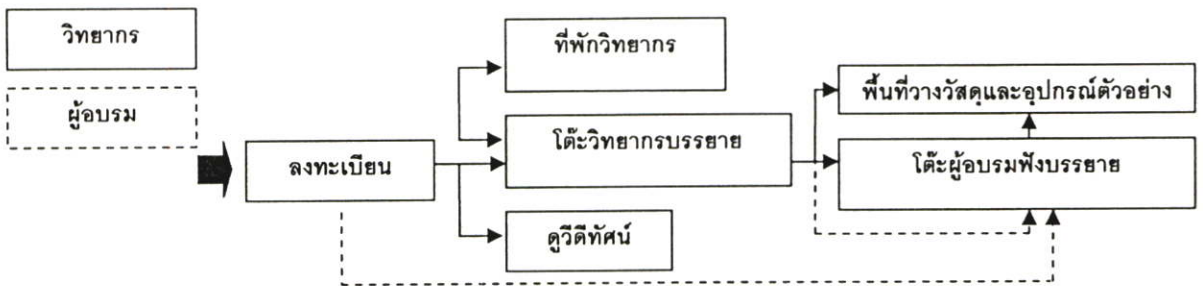 วิทยากร
ผู้อบรม
ลงทะเบียน
ที่พักวิทยากร
โต๊ะวิทยากรบรรยาย
ดูวีดีทัศน์
พื้นที่วางวัสดุและอุปกรณ์ตัวอย่าง
โต๊ะผู้อบรมฟังบรรยาย